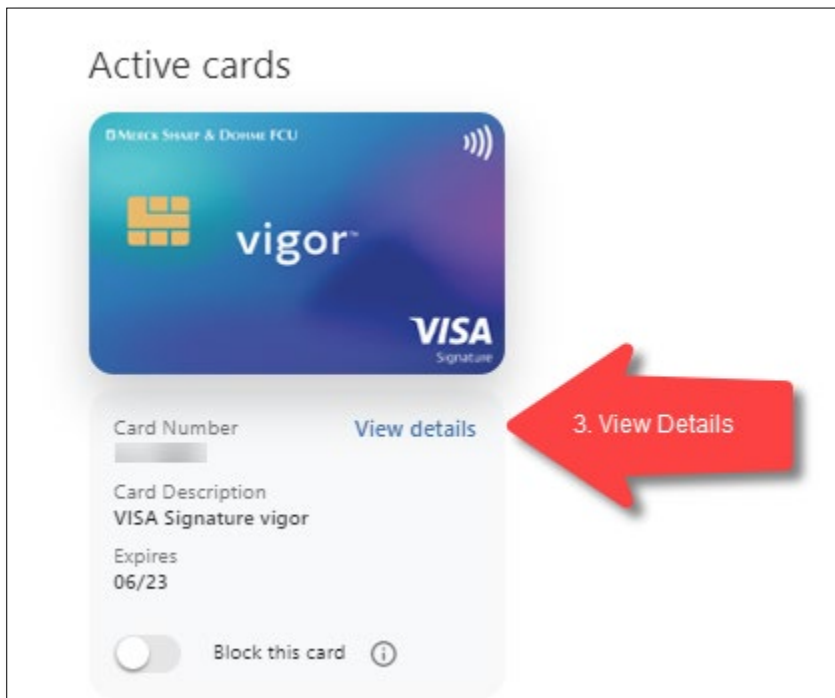 Active cards
MERCK SHARP & DOHME FCU
vigor™
VISA
Signature
Card Number
View details
3. View Details
Card Description
VISA Signature vigor
Expires
06/23
Block this card